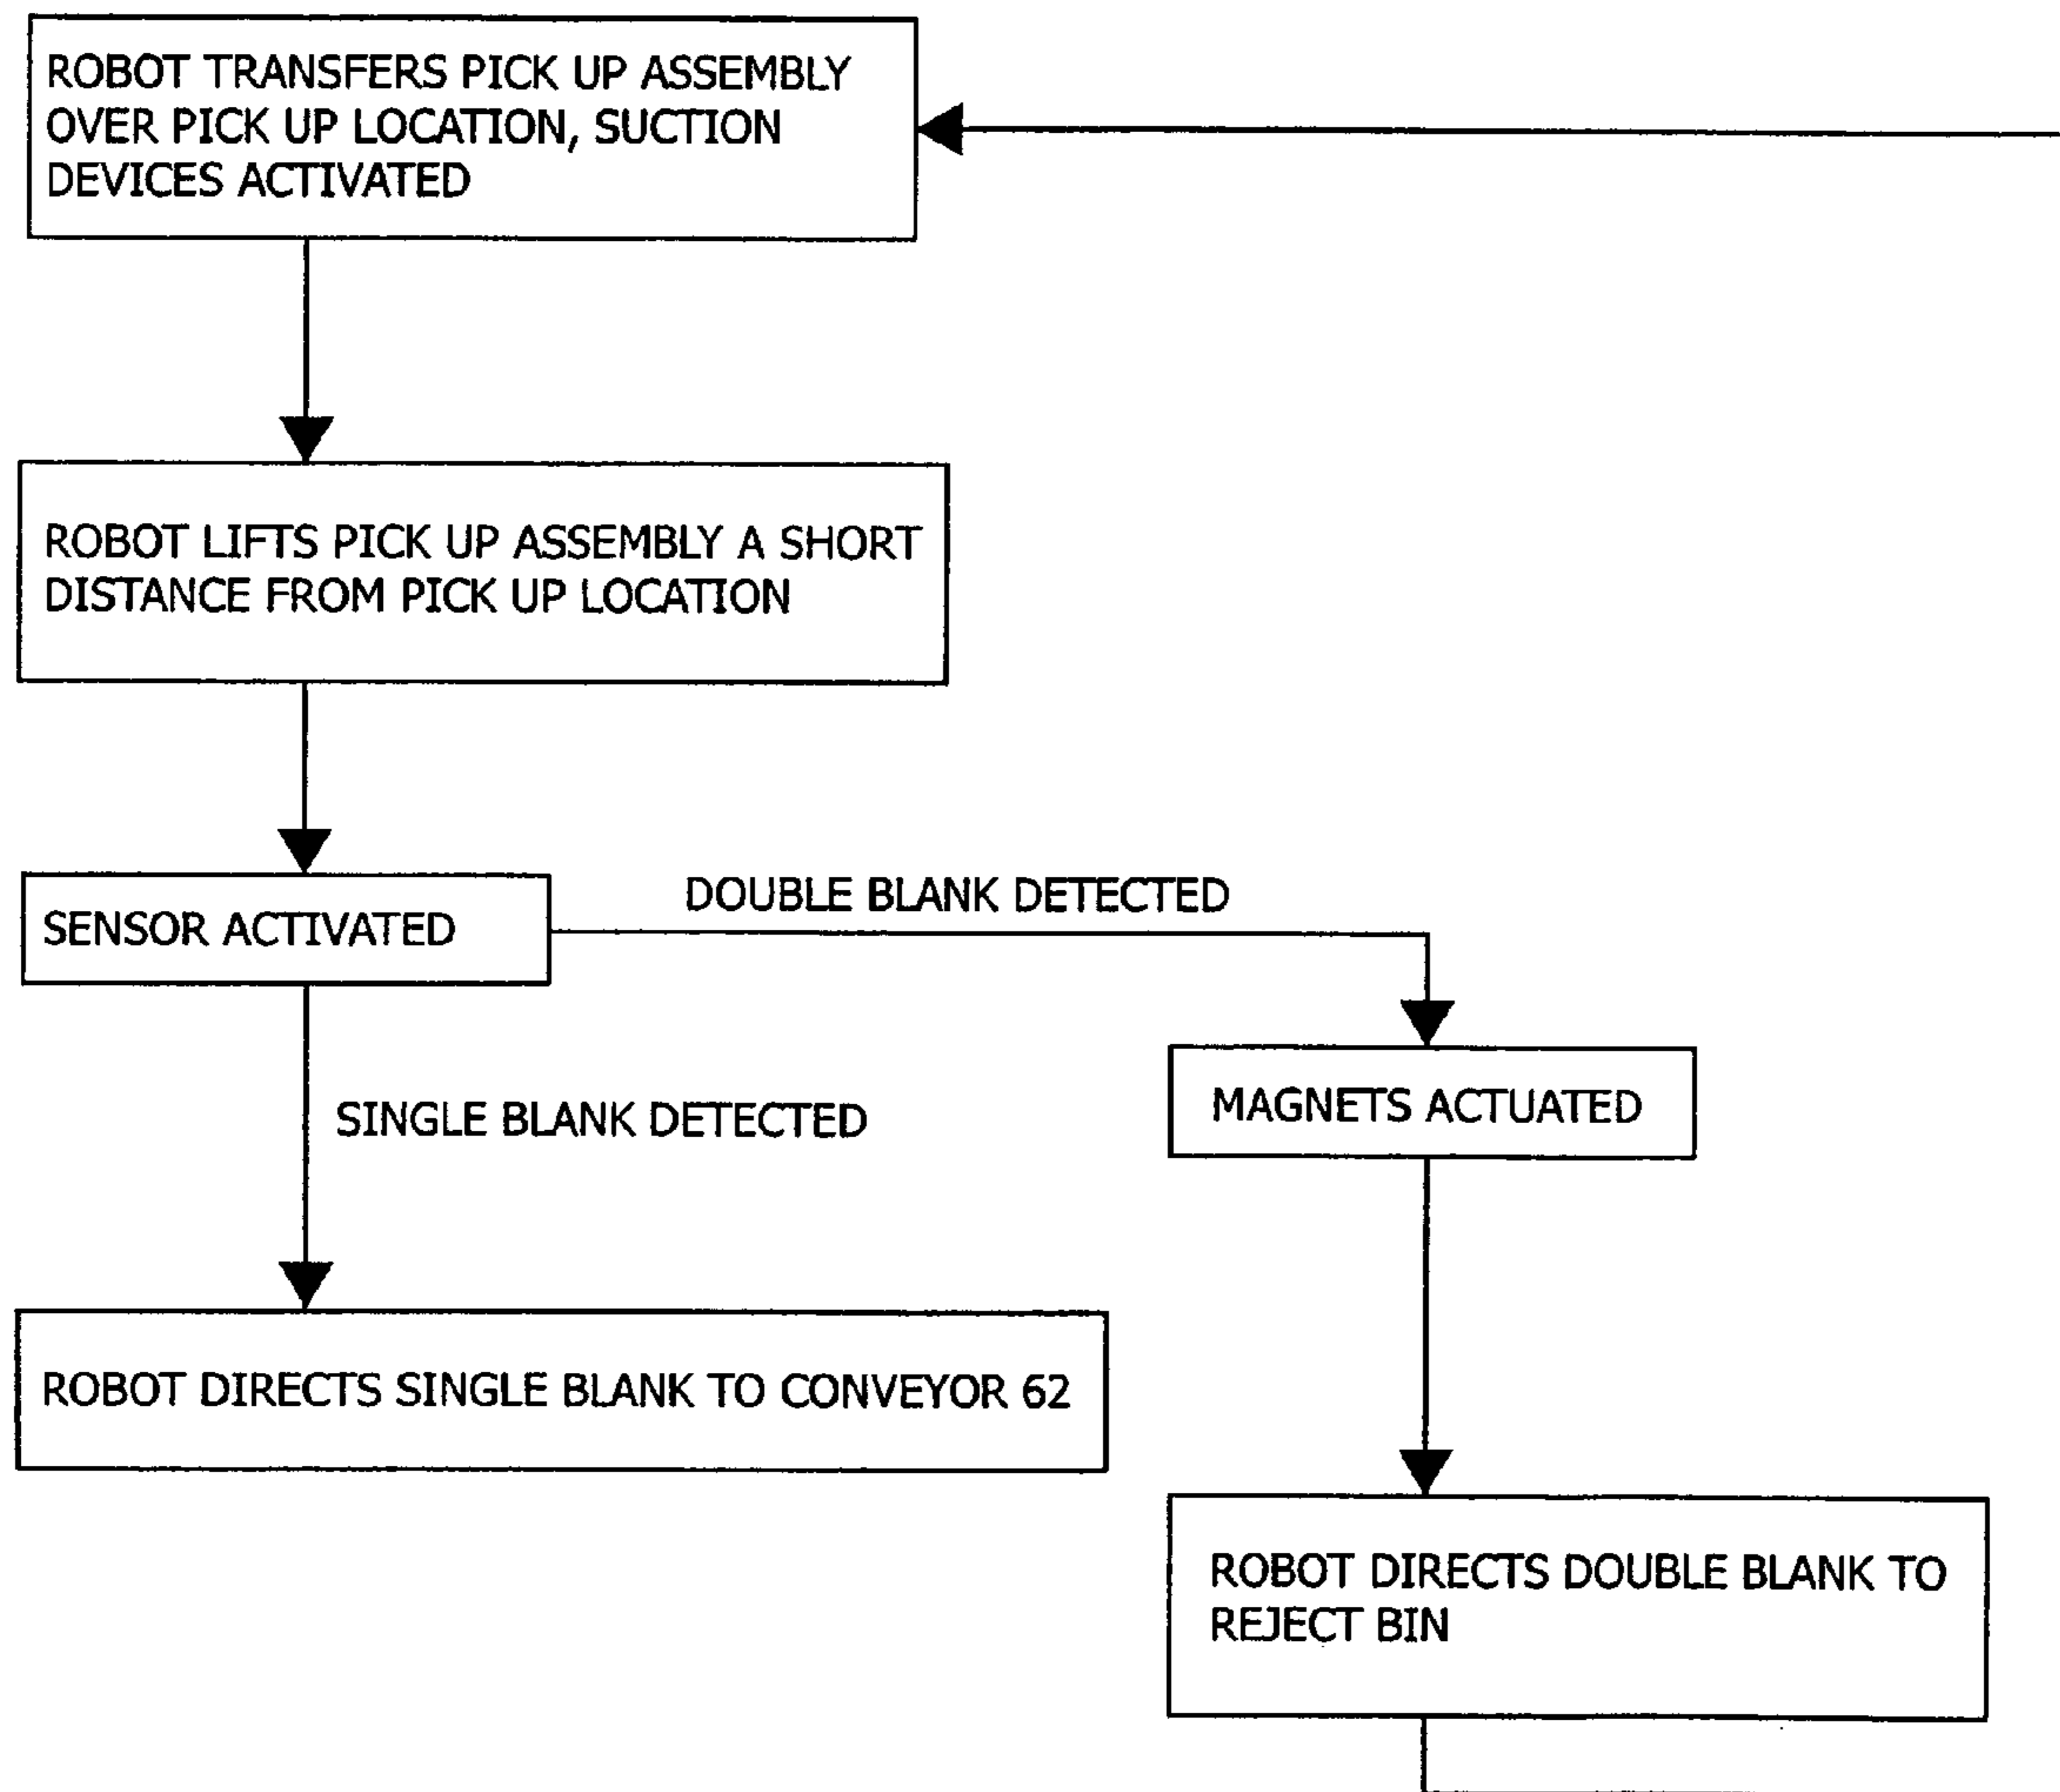 ROBOT TRANSFERS PICK UP ASSEMBLY
OVER PICK UP LOCATION, SUCTION
DEVICES ACTIVATED
ROBOT LIFTS PICK UP ASSEMBLY A SHORT
DISTANCE FROM PICK UP LOCATION
SENSOR ACTIVATED
DOUBLE BLANK DETECTED
MAGNETS ACTUATED
SINGLE BLANK DETECTED
ROBOT DIRECTS SINGLE BLANK TO CONVEYOR 62
ROBOT DIRECTS DOUBLE BLANK TO
REJECT BIN